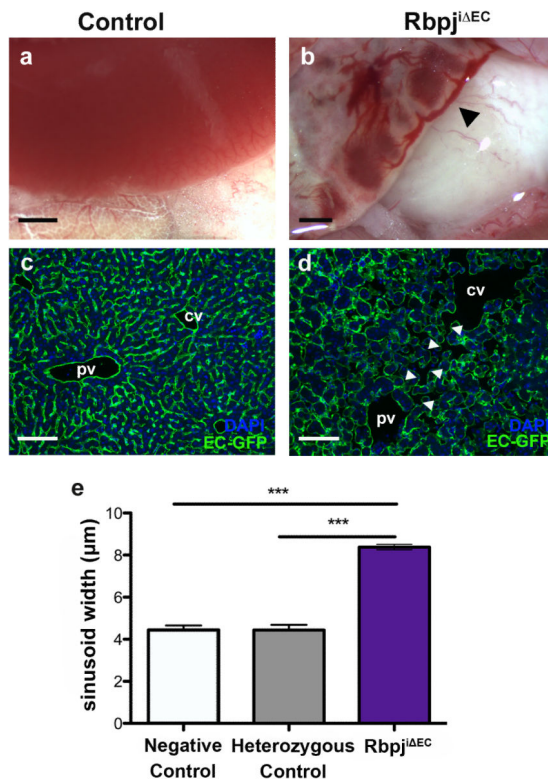 Control
Rbpj^iΔEC
a
b
c
cv
pv
DAPI
EC-GFP
d
cv
pv
DAPI
EC-GFP
e
***
***
10
8
6
4
2
0
sinusoid width (µm)
Negative Control
Heterozygous Control
Rbpj^iΔEC